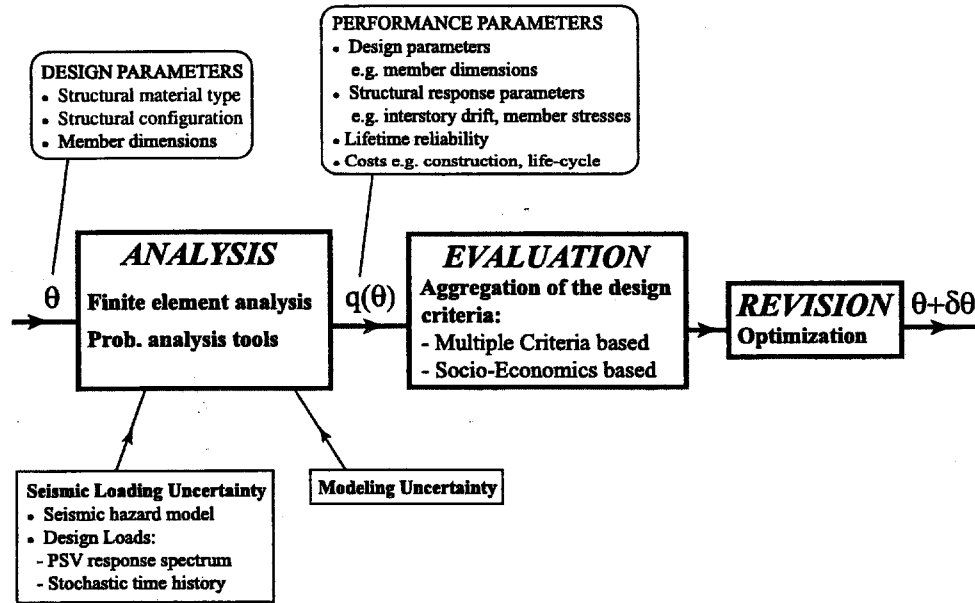 DESIGN PARAMETERS
• Structural material type
• Structural configuration
• Member dimensions
PERFORMANCE PARAMETERS
• Design parameters
e.g. member dimensions
• Structural response parameters
e.g. interstory drift, member stresses
• Lifetime reliability
• Costs e.g. construction, life-cycle
θ
ANALYSIS
Finite element analysis
Prob. analysis tools
q(θ)
EVALUATION
Aggregation of the design
criteria:
- Multiple Criteria based
- Socio-Economics based
REVISION
Optimization
θ+δθ
Seismic Loading Uncertainty
• Seismic hazard model
• Design Loads:
- PSV response spectrum
- Stochastic time history
Modeling Uncertainty